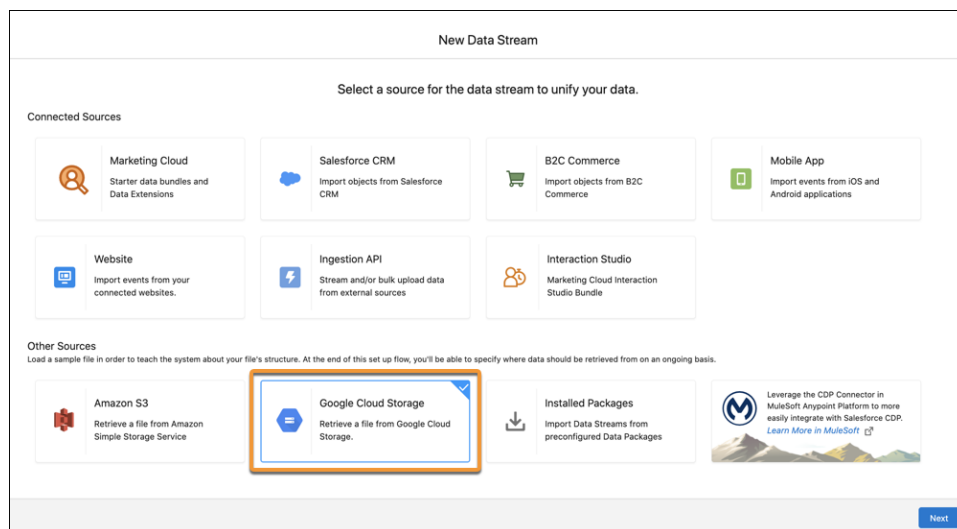 New Data Stream
Select a source for the data stream to unify your data.
Connected Sources
Marketing Cloud
Starter data bundles and
Data Extensions
Salesforce CRM
Import objects from Salesforce
CRM
B2C Commerce
Import objects from B2C
Commerce
Mobile App
Import events from iOS and
Android applications
Website
Import events from your
connected websites.
Ingestion API
Stream and/or bulk upload data
from external sources
Interaction Studio
Marketing Cloud Interaction
Studio Bundle
Other Sources
Load a sample file in order to teach the system about your file's structure. At the end of this set up flow, you'll be able to specify where data should be retrieved from on an ongoing basis.
Amazon S3
Retrieve a file from Amazon
Simple Storage Service
Google Cloud Storage
Retrieve a file from Google Cloud
Storage.
Installed Packages
Import Data Streams from
preconfigured Data Packages
Leverage the CDP Connector in
MuleSoft Anypoint Platform to more
easily integrate with Salesforce CDP.
Learn More in MuleSoft
Next